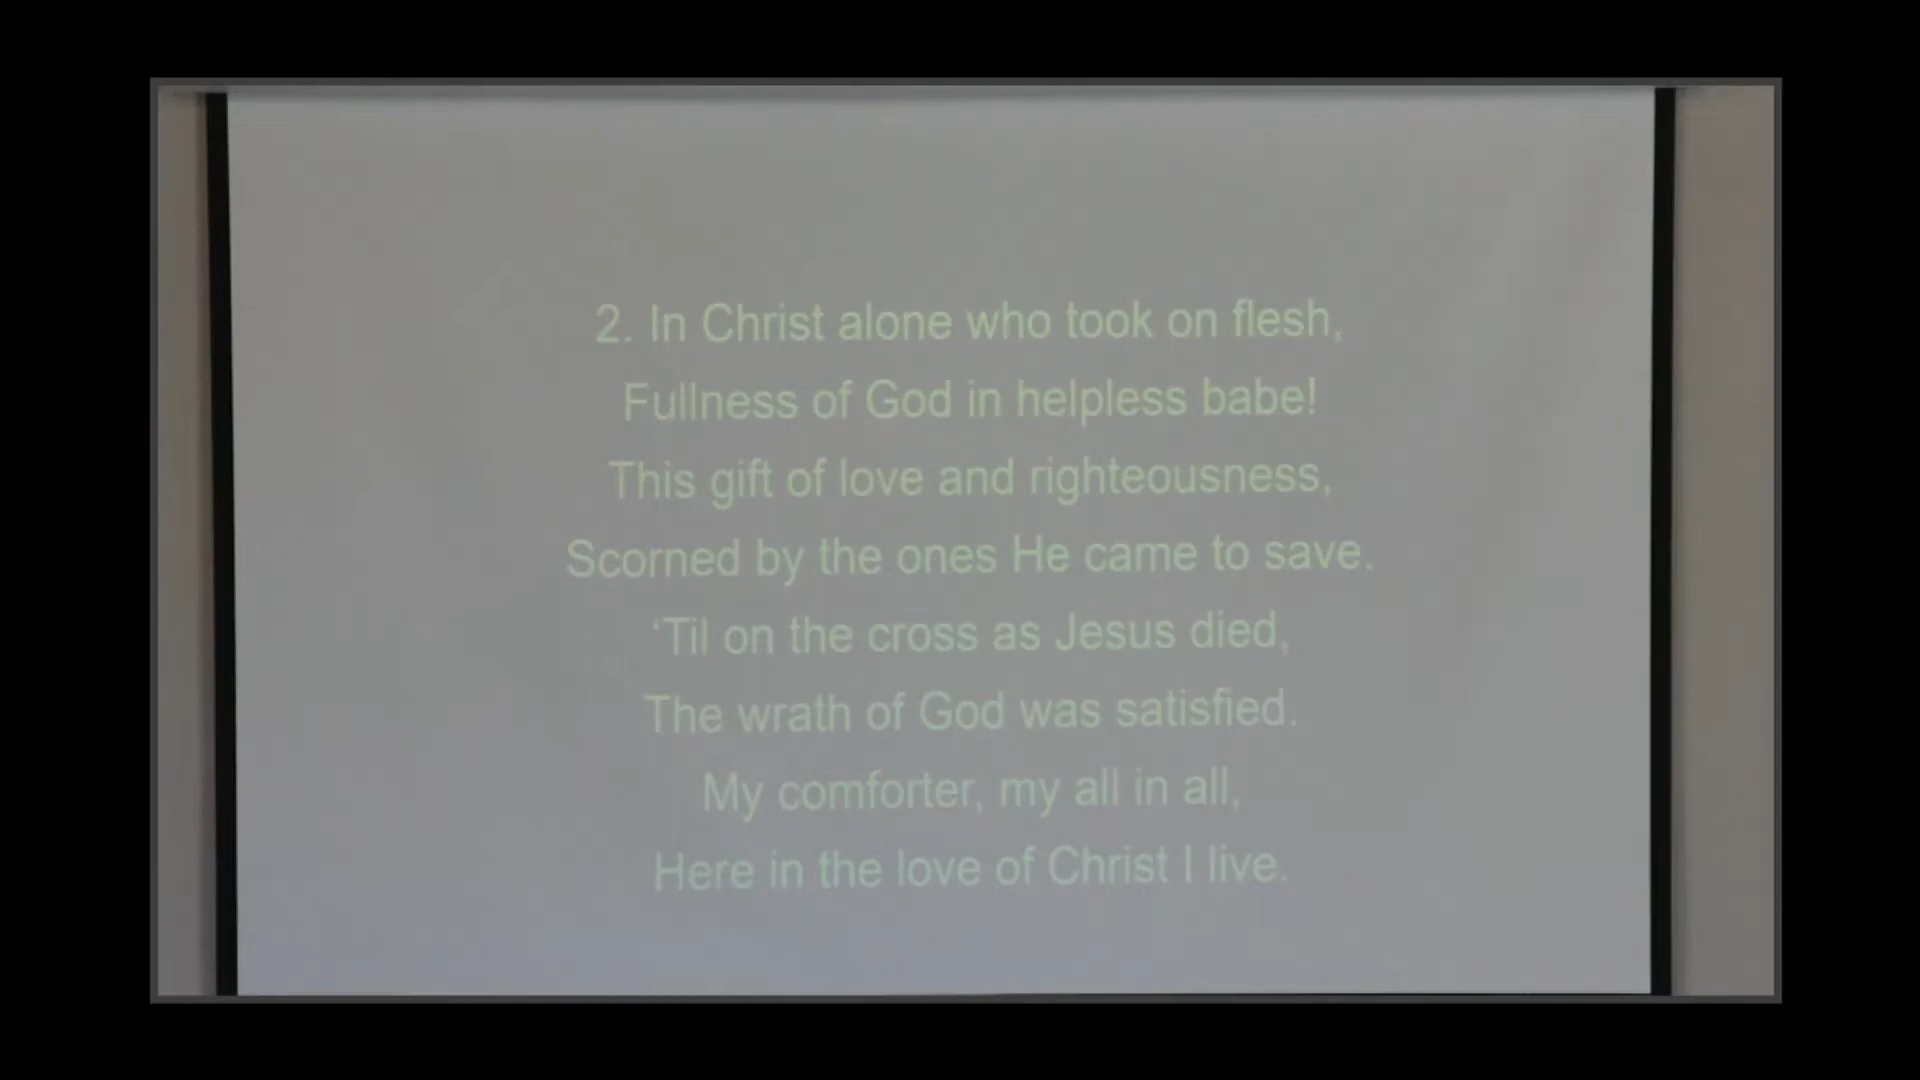 2. In Christ alone who took on flesh,
Fullness of God in helpless babe!
This gift of love and righteousness,
Scorned by the ones He came to save.
‘Til on the cross as Jesus died,
The wrath of God was satisfied.
My comforter, my all in all,
Here in the love of Christ I live.